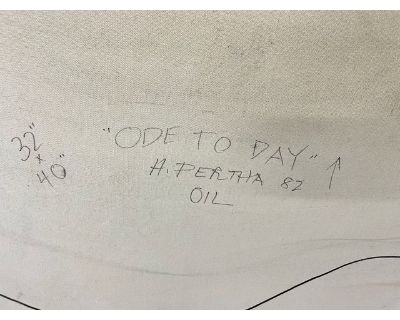 32"
x
40"
"ODE TO DAY" ↑
H. PERTHA 82
OIL